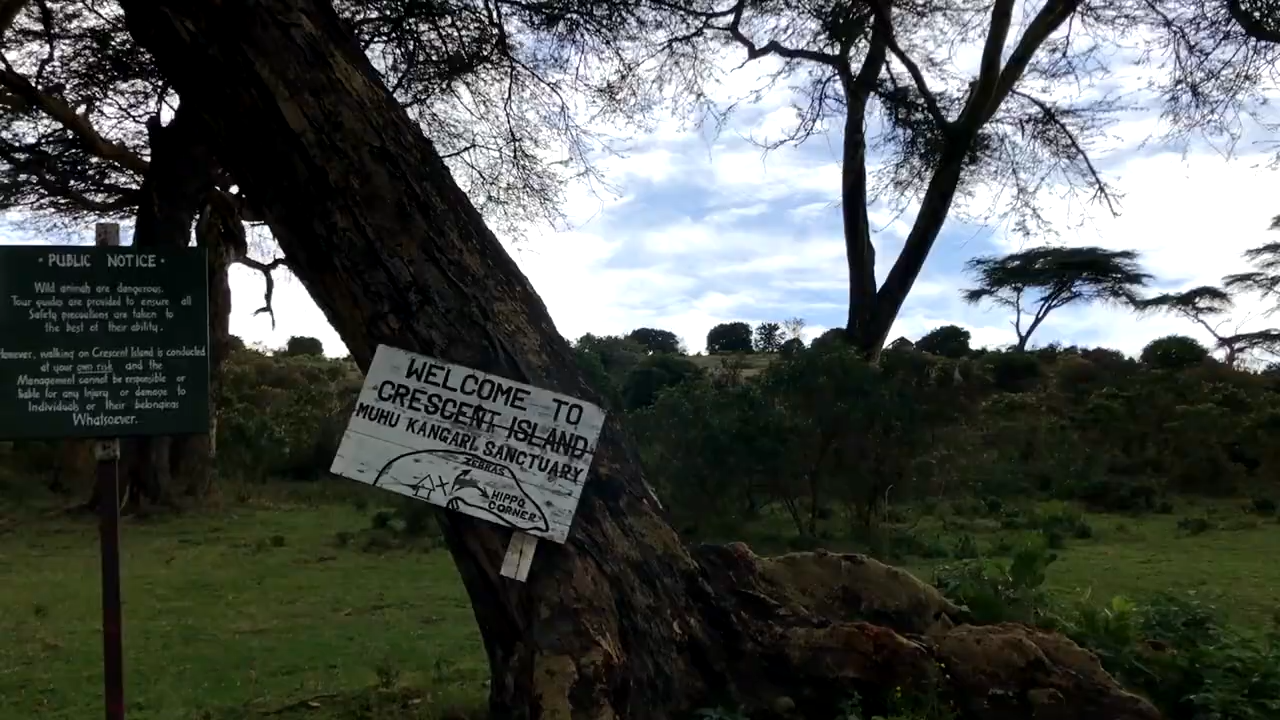 · PUBLIC NOTICE ·
Wild animals are dangerous.
Tour guides are provided to ensure all
Safety precautions are taken to
the best of their ability.
However, walking on Crescent Island is conducted
at your own risk and the
Management cannot be responsible or
liable for any Injury or damage to
Individuals or their belongings
Whatsoever.
WELCOME TO
CRESCENT ISLAND
MUHU KANGARI SANCTUARY
ZEBRAS
HIPPO
CORNER